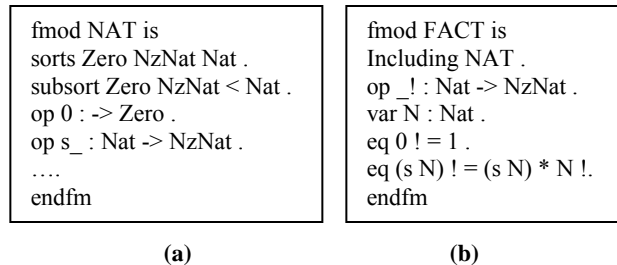 fmod NAT is
sorts Zero NzNat Nat .
subsort Zero NzNat < Nat .
op 0 : -> Zero .
op s_ : Nat -> NzNat .
….
endfm
(a)
fmod FACT is
Including NAT .
op _! : Nat -> NzNat .
var N : Nat .
eq 0 ! = 1 .
eq (s N) ! = (s N) * N !.
endfm
(b)